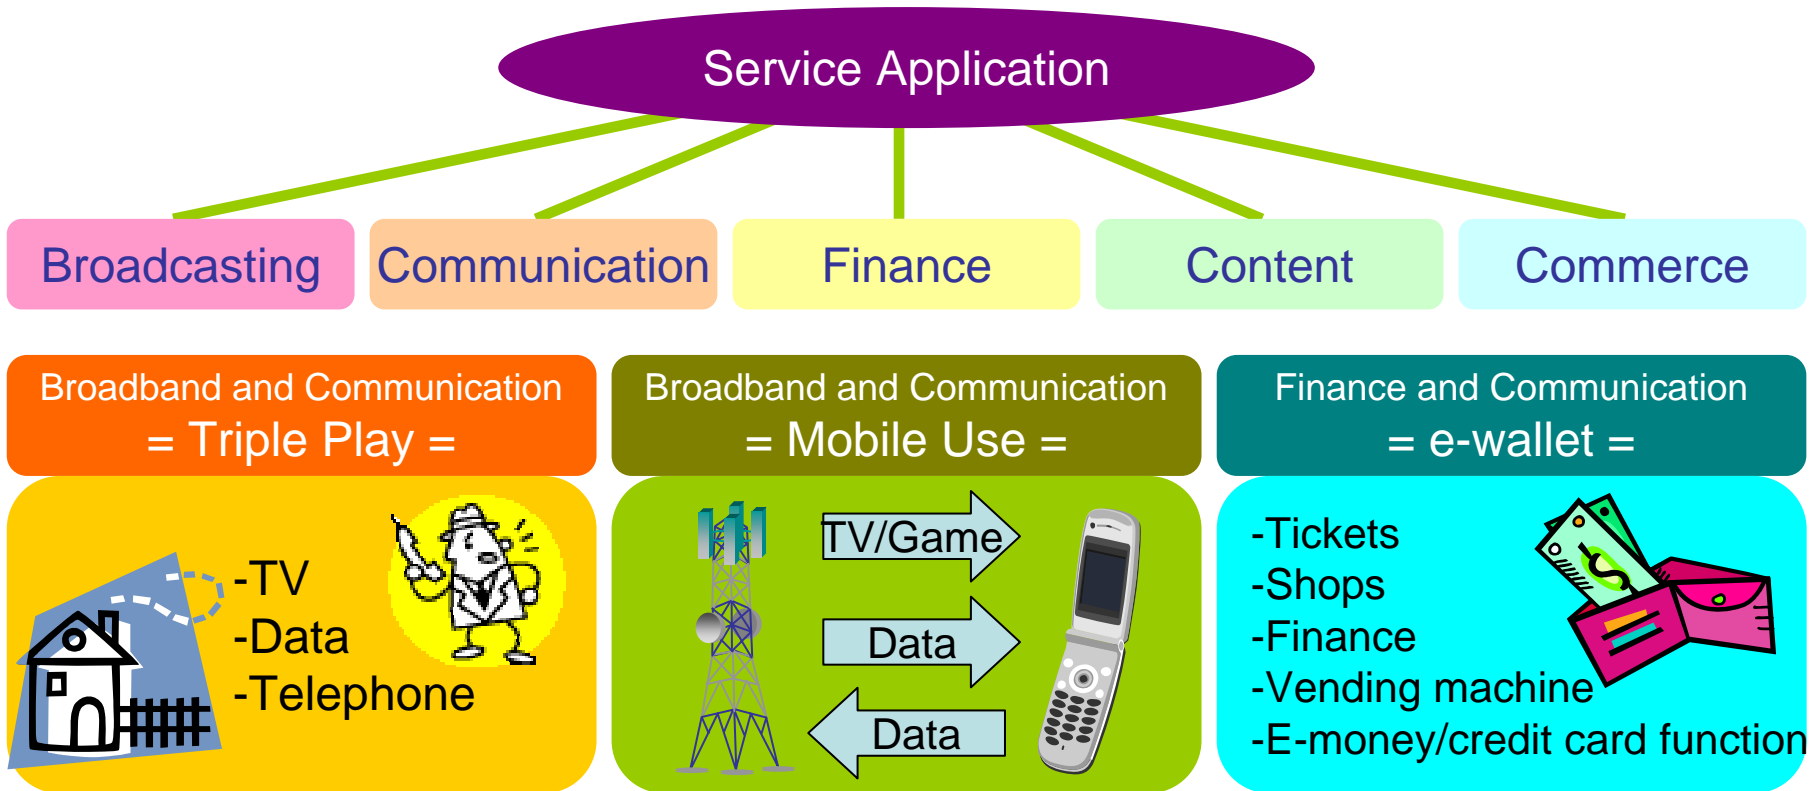 Service Application
Broadcasting
Communication
Finance
Content
Commerce
Broadband and Communication
= Triple Play =
-TV
-Data
-Telephone
Broadband and Communication
= Mobile Use =
TV/Game
Data
Data
Finance and Communication
= e-wallet =
-Tickets
-Shops
-Finance
-Vending machine
-E-money/credit card function